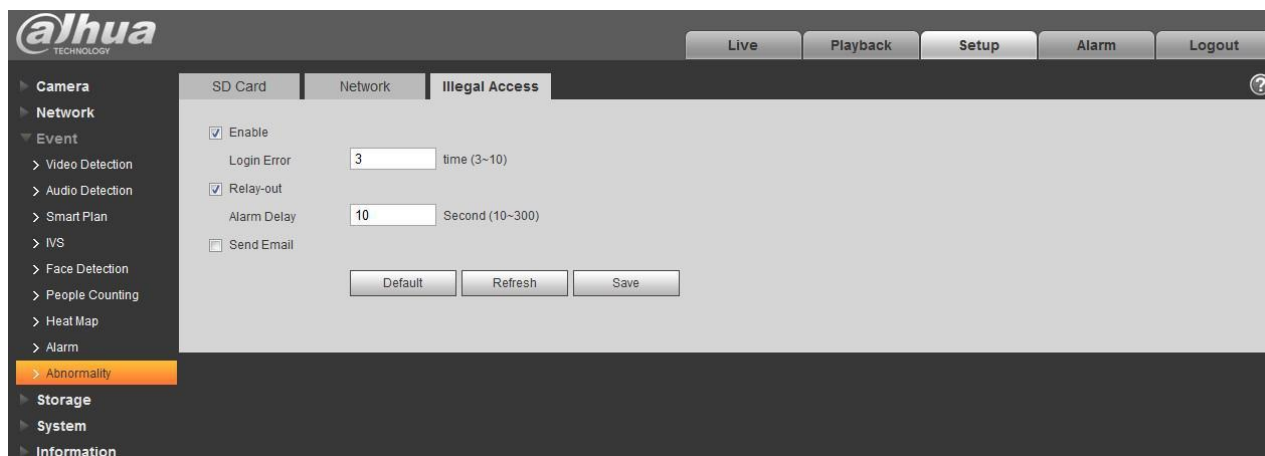 alhua
TECHNOLOGY
Live Playback Setup Alarm Logout
Camera
Network
Event
> Video Detection
> Audio Detection
> Smart Plan
> IVS
> Face Detection
> People Counting
> Heat Map
> Alarm
> Abnormality
Storage
System
Information
SD Card Network Illegal Access ?
Enable
Login Error 3 time (3~10)
Relay-out
Alarm Delay 10 Second (10~300)
Send Email
Default Refresh Save